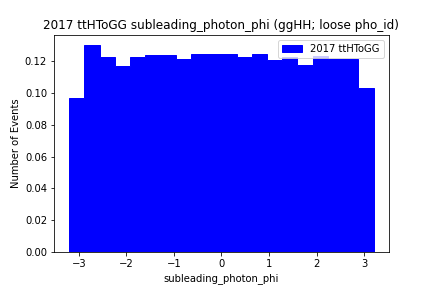 2017 ttHToGG subleading_photon_phi (ggHH; loose pho_id)
2017 ttHToGG
0.12
0.10
0.08
0.06
0.04
0.02
0.00
Number of Events
−3 −2 −1 0 1 2 3
subleading_photon_phi